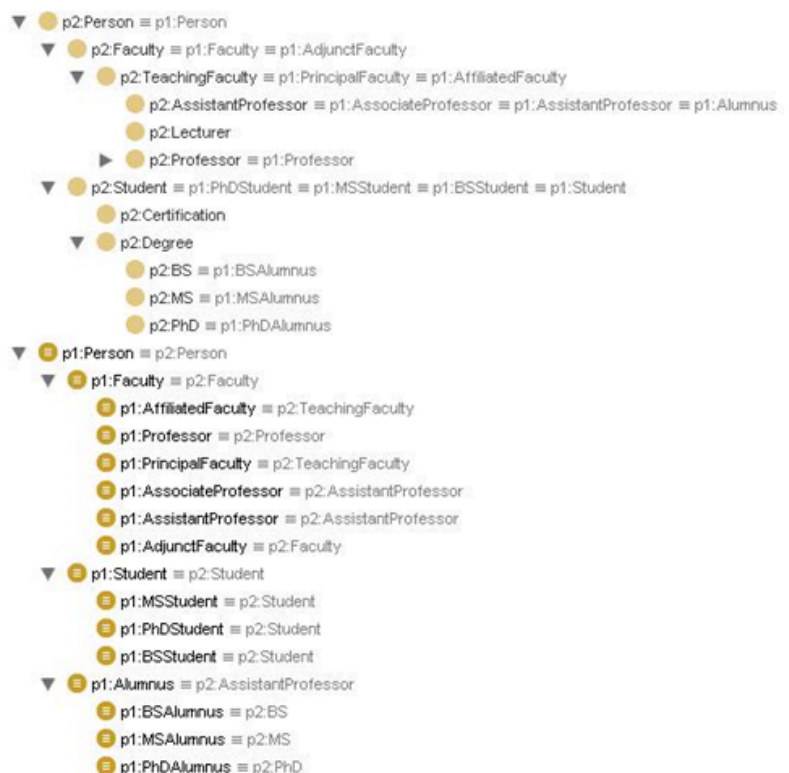 p2:Person ≡ p1:Person
p2:Faculty ≡ p1:Faculty ≡ p1:AdjunctFaculty
p2:TeachingFaculty ≡ p1:PrincipalFaculty ≡ p1:AffiliatedFaculty
p2:AssistantProfessor ≡ p1:AssociateProfessor ≡ p1:AssistantProfessor ≡ p1:Alumnus
p2:Lecturer
p2:Professor ≡ p1:Professor
p2:Student ≡ p1:PhDStudent ≡ p1:MSStudent ≡ p1:BSStudent ≡ p1:Student
p2:Certification
p2:Degree
p2:BS ≡ p1:BSAlumnus
p2:MS ≡ p1:MSAlumnus
p2:PhD ≡ p1:PhDAlumnus
p1:Person ≡ p2:Person
p1:Faculty ≡ p2:Faculty
p1:AffiliatedFaculty ≡ p2:TeachingFaculty
p1:Professor ≡ p2:Professor
p1:PrincipalFaculty ≡ p2:TeachingFaculty
p1:AssociateProfessor ≡ p2:AssistantProfessor
p1:AssistantProfessor ≡ p2:AssistantProfessor
p1:AdjunctFaculty ≡ p2:Faculty
p1:Student ≡ p2:Student
p1:MSStudent ≡ p2:Student
p1:PhDStudent ≡ p2:Student
p1:BSStudent ≡ p2:Student
p1:Alumnus ≡ p2:AssistantProfessor
p1:BSAlumnus ≡ p2:BS
p1:MSAlumnus ≡ p2:MS
p1:PhDAlumnus ≡ p2:PhD